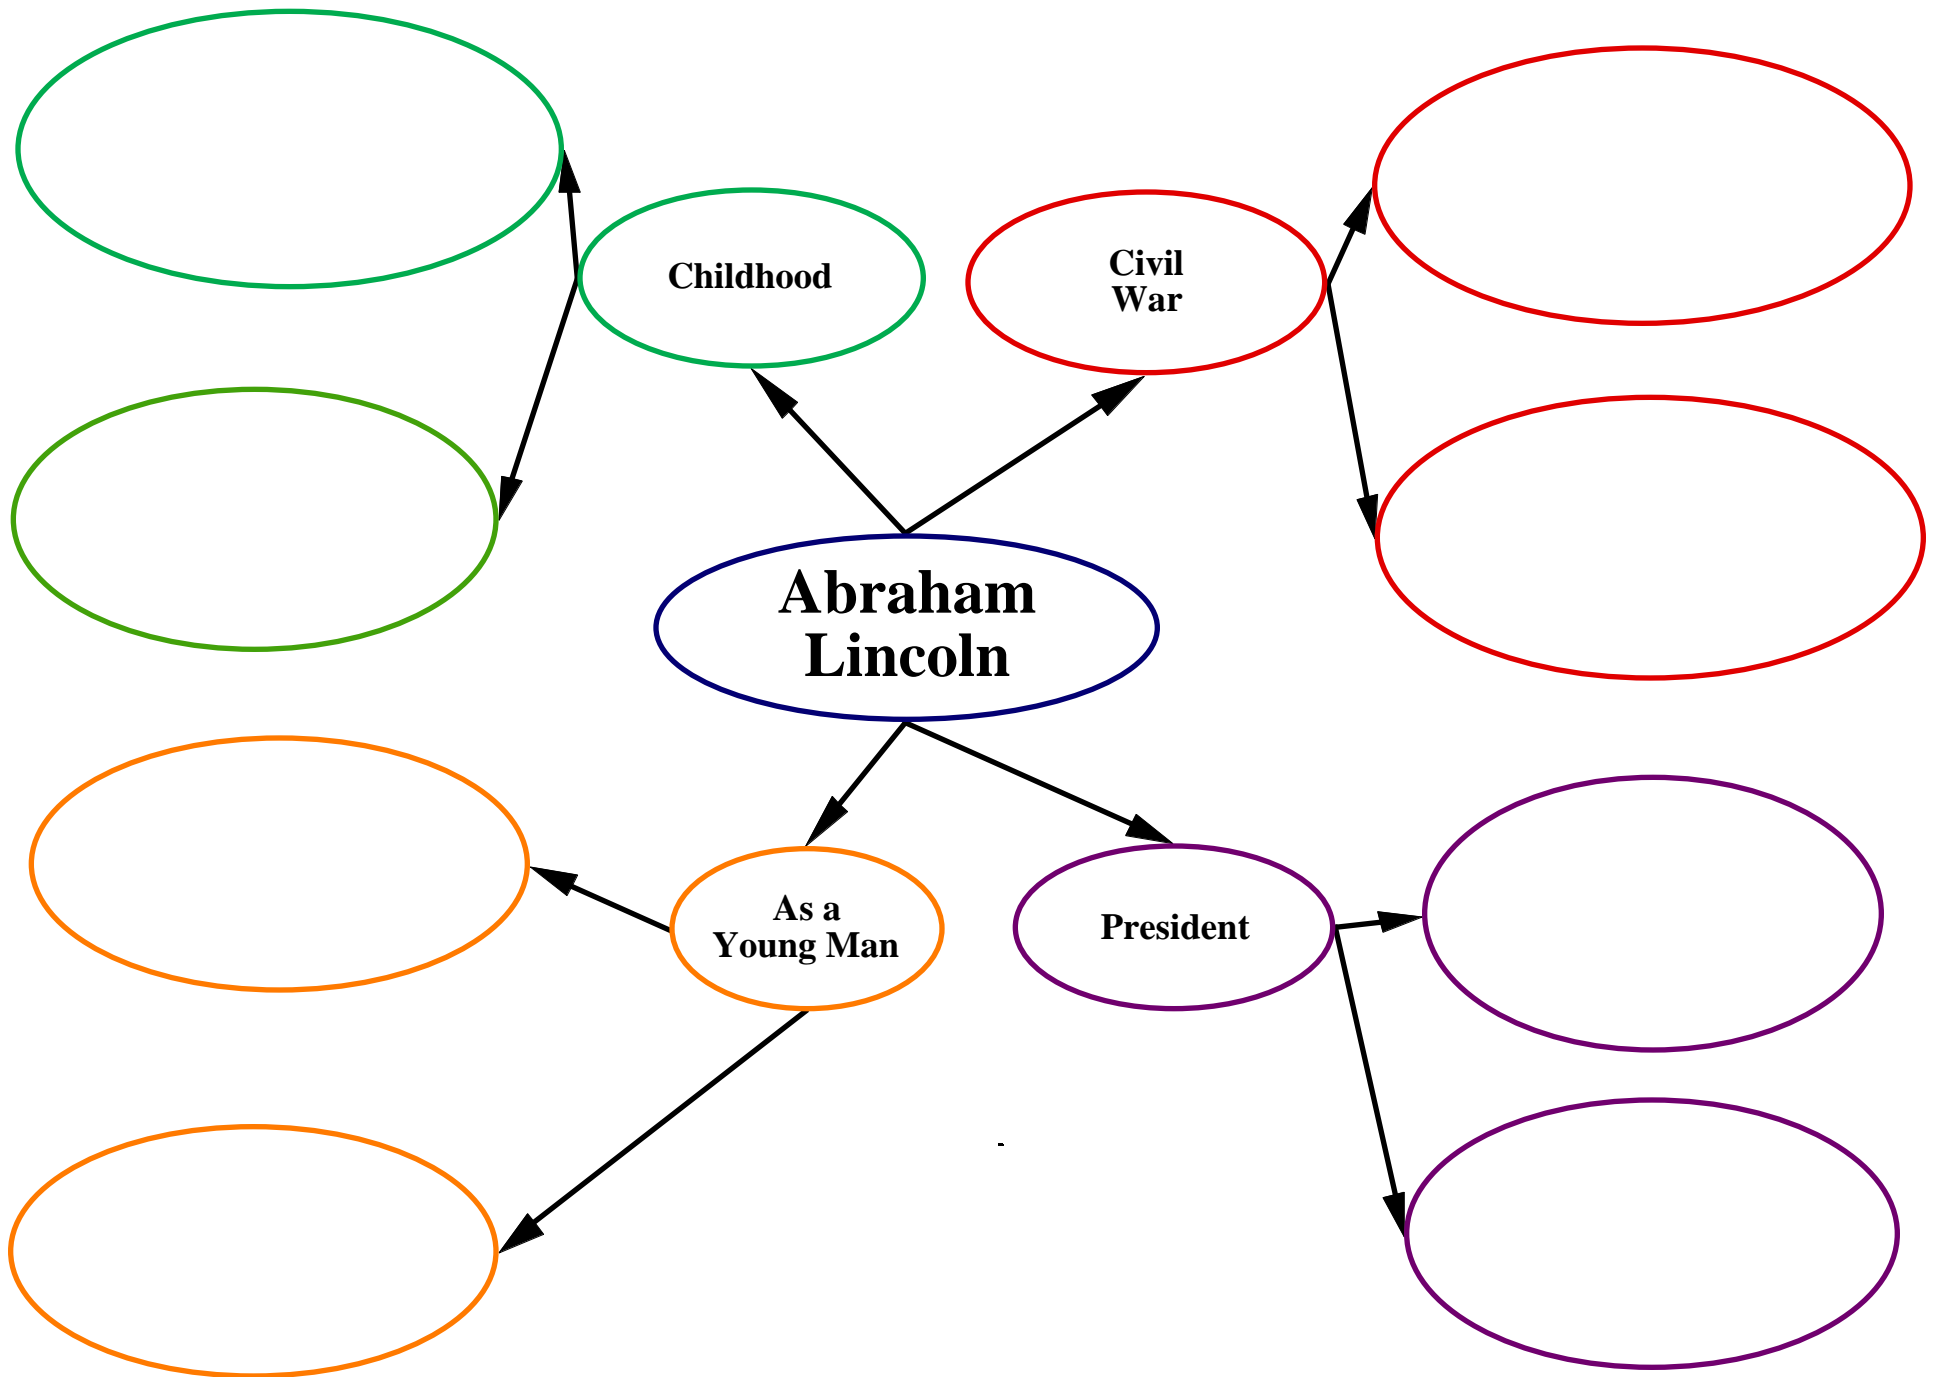 Childhood
Civil
War
Abraham
Lincoln
As a
Young Man
President